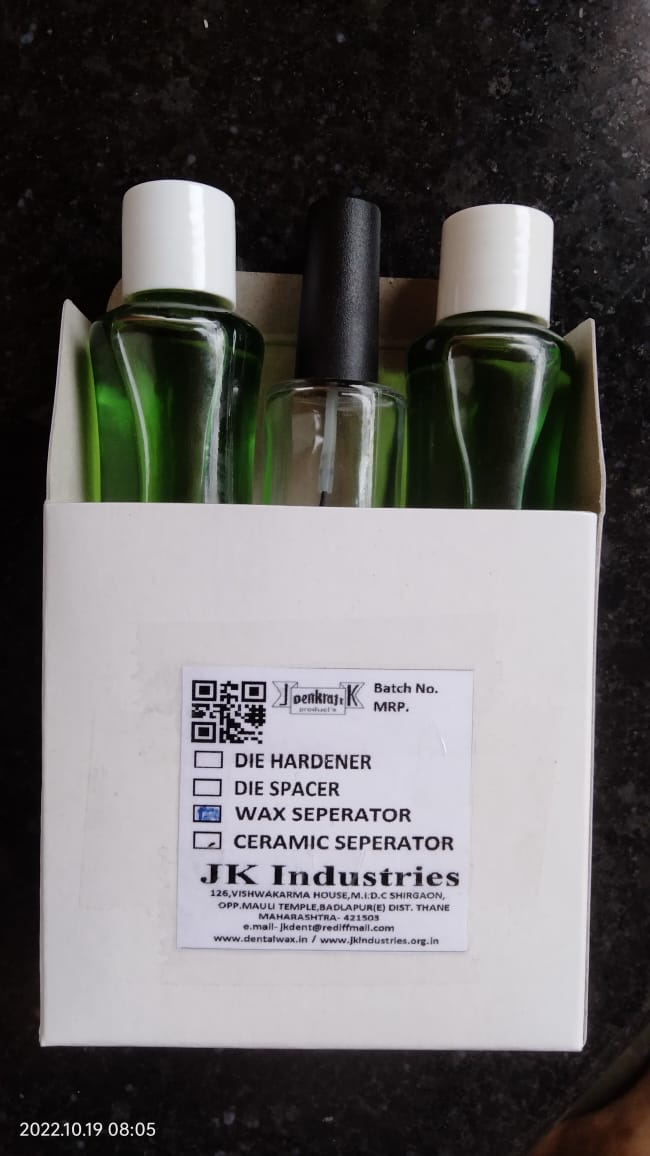 J Denkraft K
product's
Batch No.
MRP.
DIE HARDENER
DIE SPACER
WAX SEPERATOR
CERAMIC SEPERATOR
JK Industries
126,VISHWAKARMA HOUSE,M.I.D.C SHIRGAON,
OPP.MAULI TEMPLE,BADLAPUR(E) DIST. THANE
MAHARASHTRA- 421503
e.mail- jkdent@rediffmail.com
www.dentalwax.in / www.jkindustries.org.in
2022.10.19 08:05